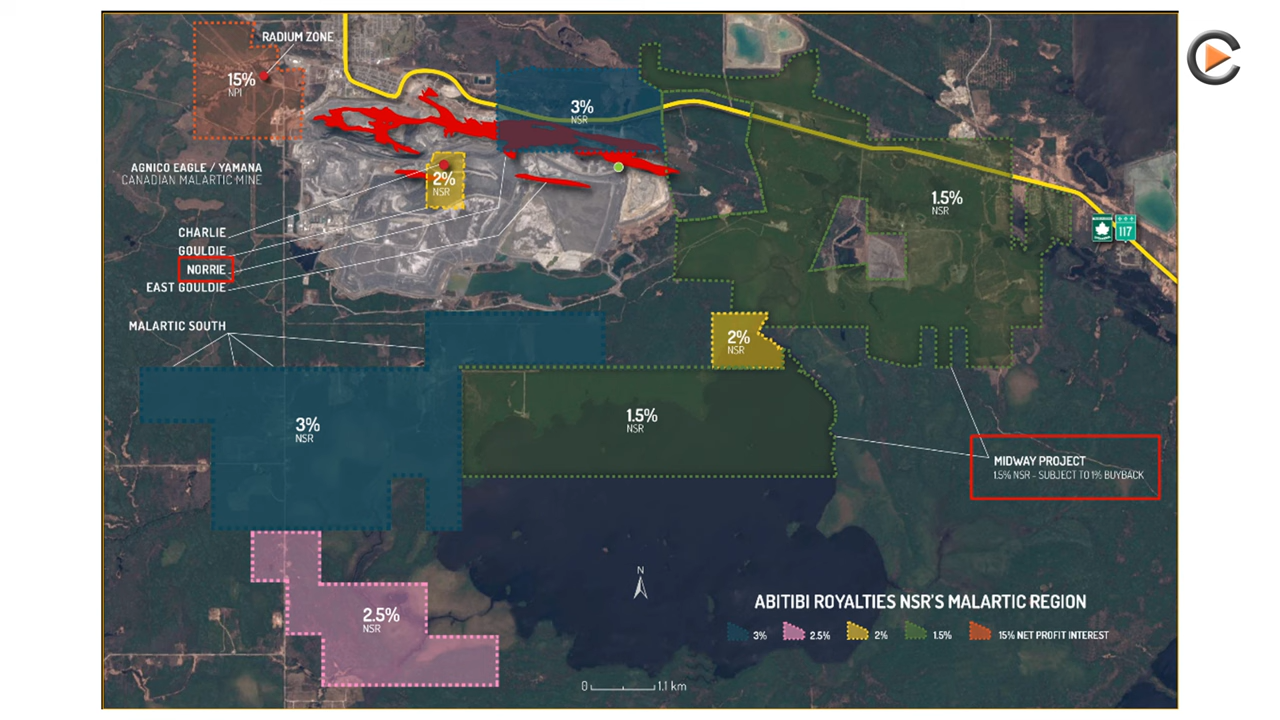 RADIUM ZONE
15%
NPI
3%
NSR
AGNICO EAGLE / YAMANA
CANADIAN MALARTIC MINE
2%
NSR
1.5%
NSR
CHARLIE
GOULDIE
NORRIE
EAST GOULDIE
117
MALARTIC SOUTH
2%
NSR
3%
NSR
1.5%
NSR
MIDWAY PROJECT
1.5% NSR - SUBJECT TO 1% BUYBACK
2.5%
NSR
N
ABITIBI ROYALTIES NSR'S MALARTIC REGION
3% 2.5% 2% 1.5% 15% NET PROFIT INTEREST
0 1.1 km